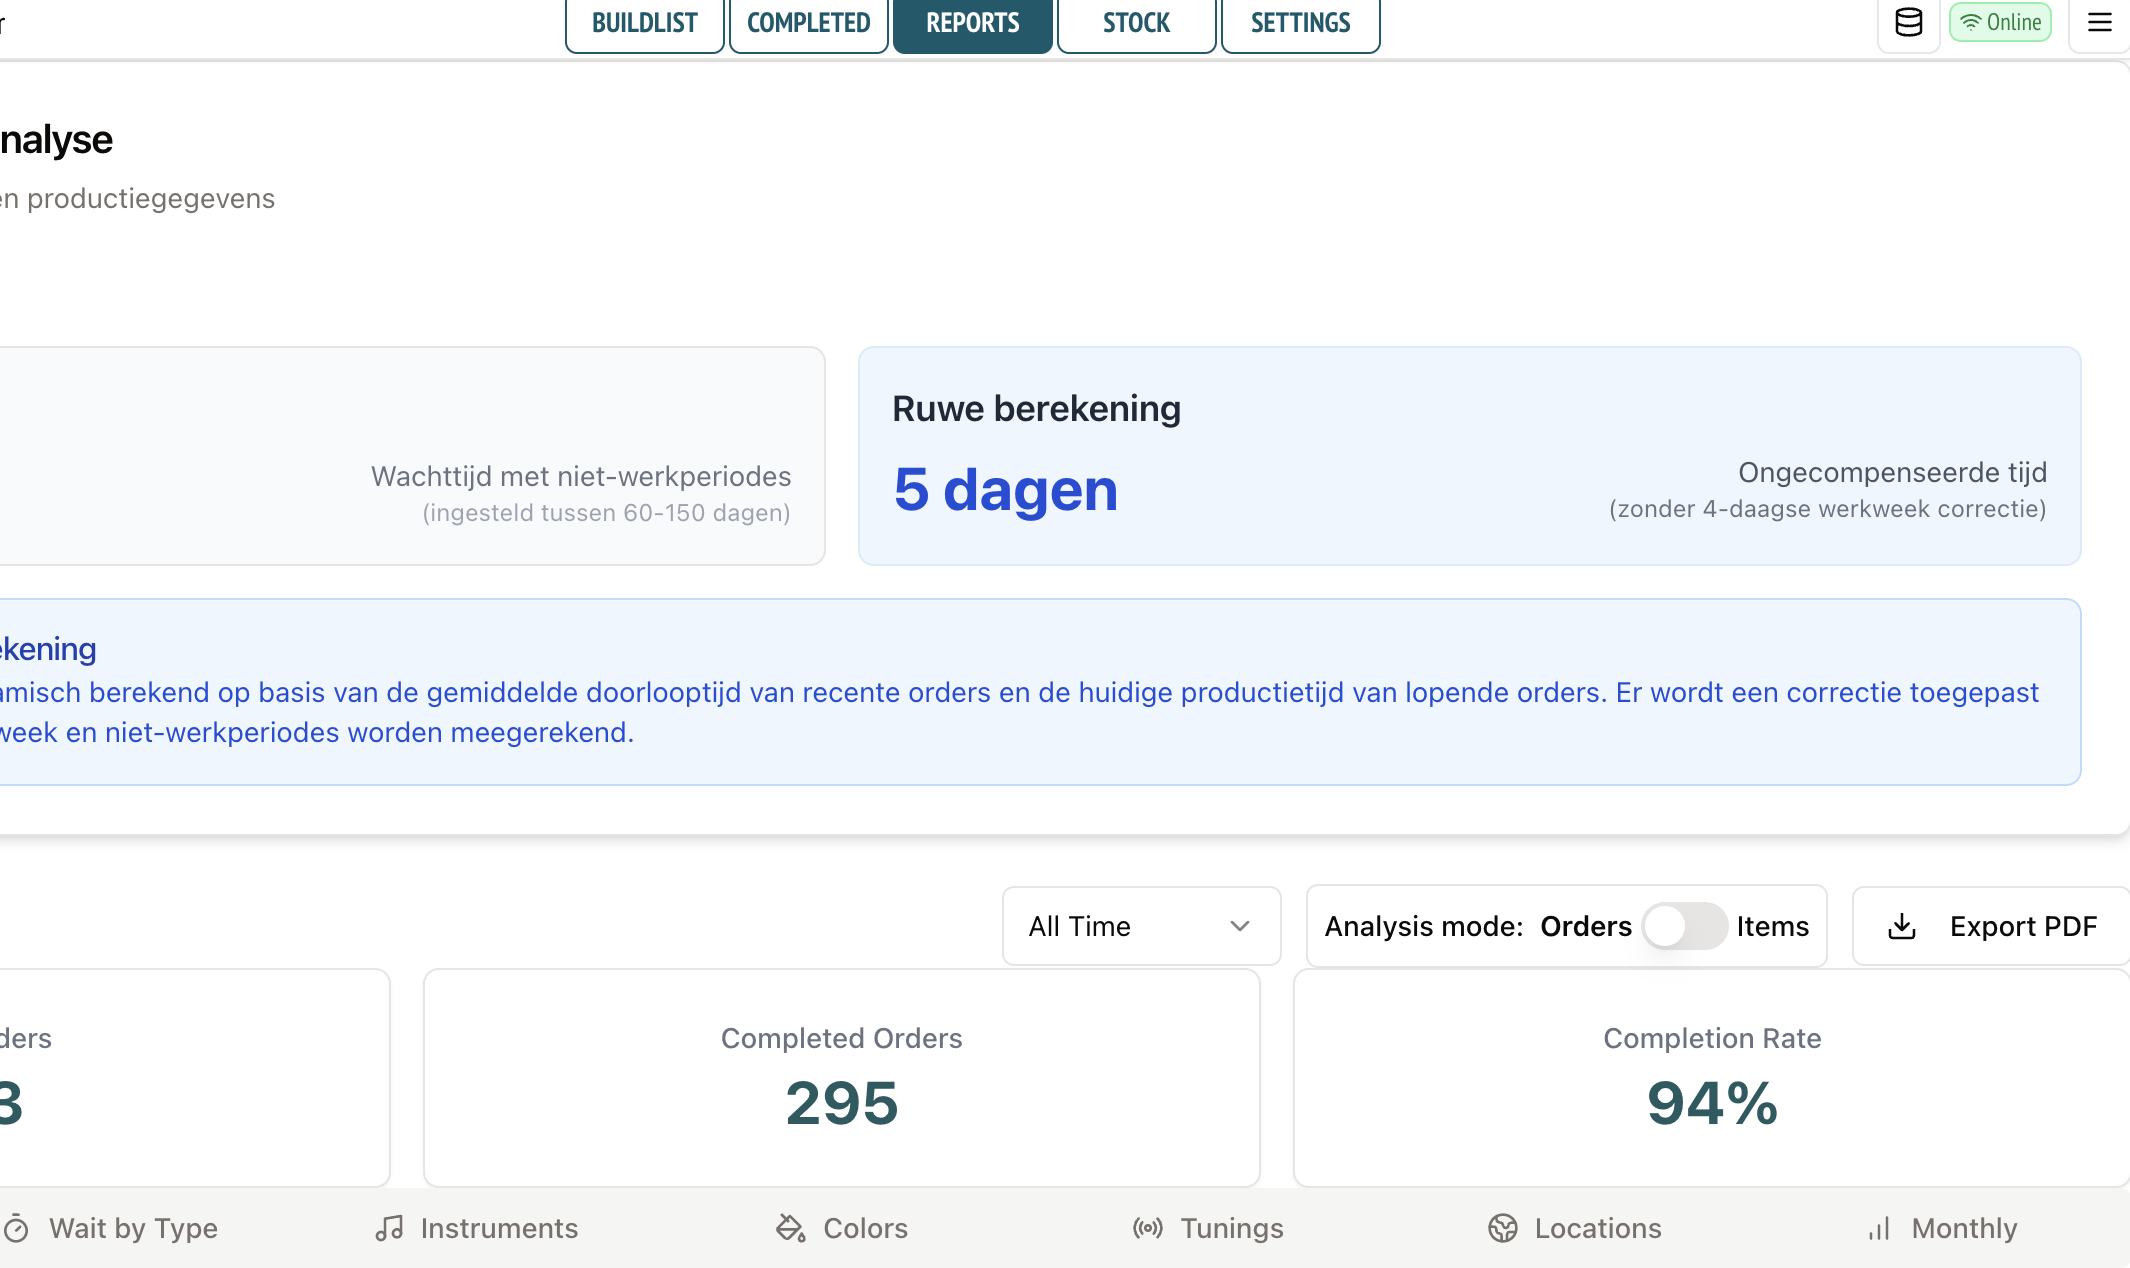 r
BUILDLIST
COMPLETED
REPORTS
STOCK
SETTINGS
Online
nalyse
en productiegegevens
Wachttijd met niet-werkperiodes
(ingesteld tussen 60-150 dagen)
Ruwe berekening
5 dagen
Ongecompenseerde tijd
(zonder 4-daagse werkweek correctie)
ekening
amisch berekend op basis van de gemiddelde doorlooptijd van recente orders en de huidige productietijd van lopende orders. Er wordt een correctie toegepast
week en niet-werkperiodes worden meegerekend.
All Time
Analysis mode: Orders Items
Export PDF
ders
3
Completed Orders
295
Completion Rate
94%
Wait by Type
Instruments
Colors
Tunings
Locations
Monthly